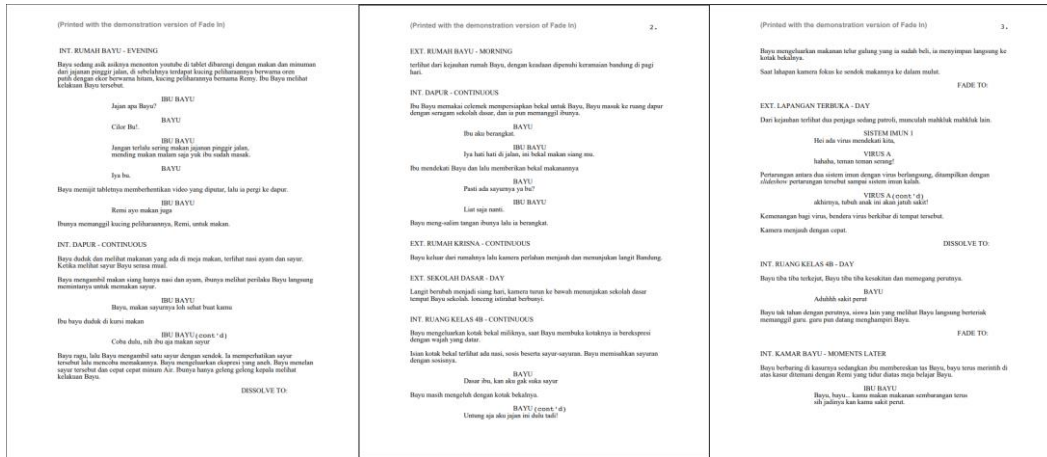 (Printed with the demonstration version of Fade In)
INT. RUMAH BAYU - EVENING
Bayu sedang asik asiknya menonton youtube di tablet dibarengi dengan makan dan minuman
dari jajanan pinggir jalan, di sebelahnya terdapat kucing peliharaannya berwarna oren
putih dengan ekor berwarna hitam, kucing peliharaannya bernama Remy. Ibu Bayu melihat
kelakuan Bayu tersebut.
IBU BAYU
Jajan apa Bayu?
BAYU
Cilor Bu!.
IBU BAYU
Jangan terlalu sering makan jajanan pinggir jalan,
mending makan malam saja yuk ibu sudah masak.
BAYU
Iya bu.
Bayu memijit tabletnya memberhentikan video yang diputar, lalu ia pergi ke dapur.
IBU BAYU
Remi ayo makan juga
Ibunya memanggil kucing peliharaannya, Remi, untuk makan.
INT. DAPUR - CONTINUOUS
Bayu duduk dan melihat makanan yang ada di meja makan, terlihat nasi ayam dan sayur.
Ketika melihat sayur Bayu serasa mual.
Bayu mengambil makan siang hanya nasi dan ayam, ibunya melihat perilaku Bayu langsung
memintanya untuk memakan sayur.
IBU BAYU
Bayu, makan sayurnya loh sehat buat kamu
Ibu bayu duduk di kursi makan
IBU BAYU(cont'd)
Coba dulu, nih ibu aja makan sayur
Bayu ragu, lalu Bayu mengambil satu sayur dengan sendok. Ia memperhatikan sayur
tersebut lalu mencoba memakannya. Bayu mengeluarkan ekspresi yang aneh. Bayu menelan
sayur tersebut dan cepat cepat minum Air. Ibunya hanya geleng geleng kepala melihat
kelakuan Bayu.
DISSOLVE TO:
(Printed with the demonstration version of Fade In)
2.
EXT. RUMAH BAYU - MORNING
terlihat dari kejauhan rumah Bayu, dengan keadaan dipenuhi keramaian bandung di pagi
hari.
INT. DAPUR - CONTINUOUS
Ibu Bayu memakai celemek mempersiapkan bekal untuk Bayu, Bayu masuk ke ruang dapur
dengan seragam sekolah dasar, dan ia pun memanggil ibunya.
BAYU
Ibu aku berangkat.
IBU BAYU
Iya hati hati di jalan, ini bekal makan siang mu.
Ibu mendekati Bayu dan lalu memberikan bekal makanannya
BAYU
Pasti ada sayurnya ya bu?
IBU BAYU
Liat saja nanti.
Bayu meng-salim tangan ibunya lalu ia berangkat.
EXT. RUMAH KRISNA - CONTINUOUS
Bayu keluar dari rumahnya lalu kamera perlahan menjauh dan menunjukan langit Bandung.
EXT. SEKOLAH DASAR - DAY
Langit berubah menjadi siang hari, kamera turun ke bawah menunjukan sekolah dasar
tempat Bayu sekolah. lonceng istirahat berbunyi.
INT. RUANG KELAS 4B - CONTINUOUS
Bayu mengeluarkan kotak bekal miliknya, saat Bayu membuka kotaknya ia berekspresi
dengan wajah yang datar.
Isian kotak bekal terlihat ada nasi, sosis beserta sayur-sayuran. Bayu memisahkan sayuran
dengan sosisnya.
BAYU
Dasar ibu, kan aku gak suka sayur
Bayu masih mengeluh dengan kotak bekalnya.
BAYU(cont'd)
Untung aja aku jajan ini dulu tadi!
(Printed with the demonstration version of Fade In)
3.
Bayu mengeluarkan makanan telur gulung yang ia sudah beli, ia menyimpan langsung ke
kotak bekalnya.
Saat lahapan kamera fokus ke sendok makannya ke dalam mulut.
FADE TO:
EXT. LAPANGAN TERBUKA - DAY
Dari kejauhan terlihat dua penjaga sedang patroli, munculah mahkluk mahkluk lain.
SISTEM IMUN 1
Hei ada virus mendekati kita,
VIRUS A
hahaha, teman teman serang!
Pertarungan antara dua sistem imun dengan virus berlangsung, ditampilkan dengan
slideshow pertarungan tersebut sampai sistem imun kalah.
VIRUS A(cont'd)
akhirnya, tubuh anak ini akan jatuh sakit!
Kemenangan bagi virus, bendera virus berkibar di tempat tersebut.
Kamera menjauh dengan cepat.
DISSOLVE TO:
INT. RUANG KELAS 4B - DAY
Bayu tiba tiba terkejut, Bayu tiba tiba kesakitan dan memegang perutnya.
BAYU
Aduhhh sakit perut
Bayu tak tahan dengan perutnya, siswa lain yang melihat Bayu langsung berteriak
memanggil guru. guru pun datang menghampiri Bayu.
FADE TO:
INT. KAMAR BAYU - MOMENTS LATER
Bayu berbaring di kasurnya sedangkan ibu membereskan tas Bayu, bayu terus merintih di
atas kasur ditemani dengan Remi yang tidur diatas meja belajar Bayu.
IBU BAYU
Bayu, bayu... kamu makan makanan sembarangan terus
sih jadinya kan kamu sakit perut.